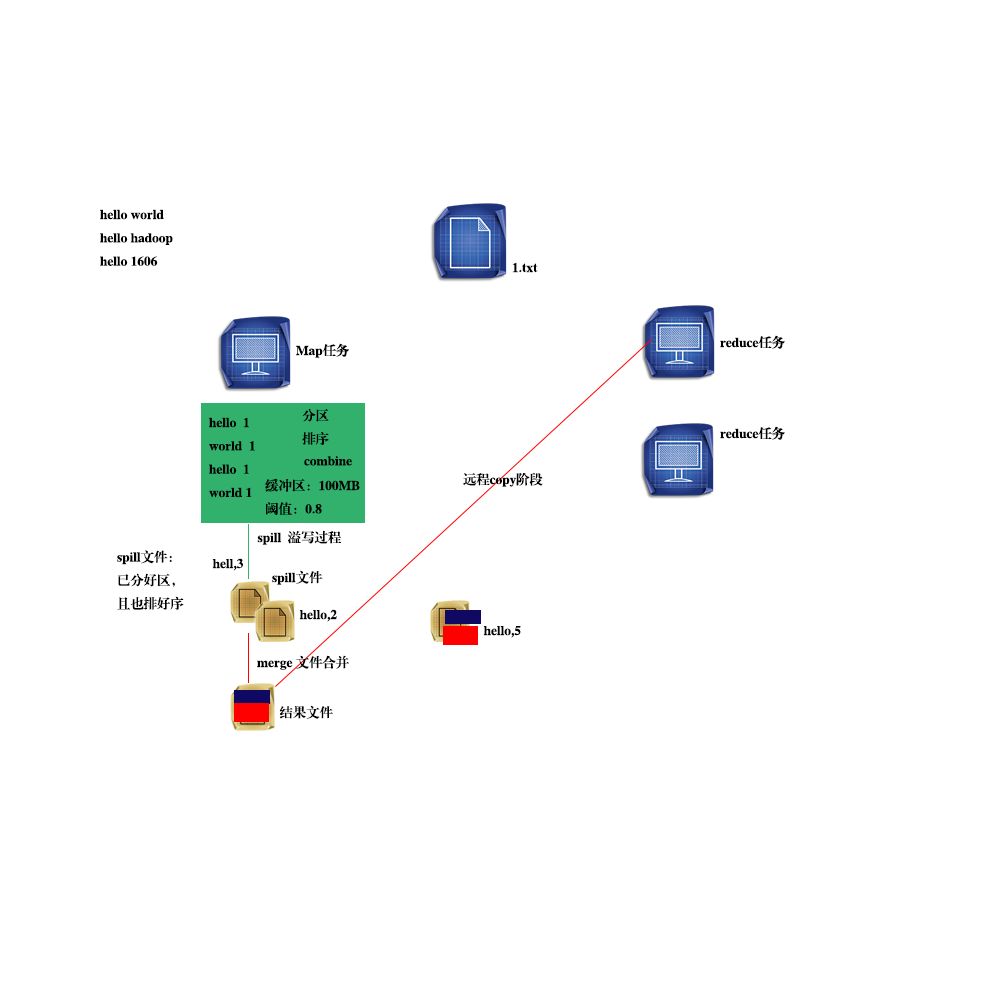 hello world
hello hadoop
hello 1606
1.txt
Map任务
reduce任务
reduce任务
hello 1
world 1
hello 1
world 1
分区
排序
combine
缓冲区：100MB
阈值：0.8
远程copy阶段
spill 溢写过程
spill文件：
已分好区，
且也排好序
hell,3
spill文件
hello,2
hello,5
merge 文件合并
结果文件